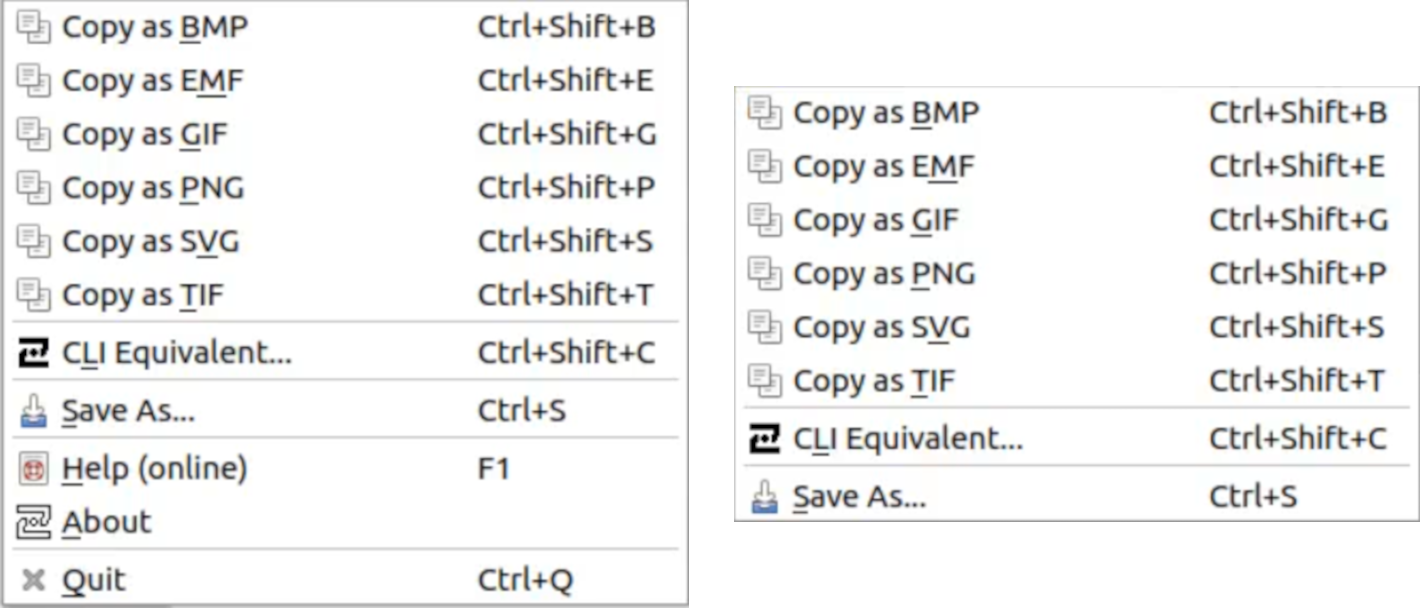 Copy as BMP Ctrl+Shift+B
Copy as EMF Ctrl+Shift+E
Copy as GIF Ctrl+Shift+G
Copy as PNG Ctrl+Shift+P
Copy as SVG Ctrl+Shift+S
Copy as TIF Ctrl+Shift+T
CLI Equivalent... Ctrl+Shift+C
Save As... Ctrl+S
Help (online) F1
About
Quit Ctrl+Q
Copy as BMP Ctrl+Shift+B
Copy as EMF Ctrl+Shift+E
Copy as GIF Ctrl+Shift+G
Copy as PNG Ctrl+Shift+P
Copy as SVG Ctrl+Shift+S
Copy as TIF Ctrl+Shift+T
CLI Equivalent... Ctrl+Shift+C
Save As... Ctrl+S